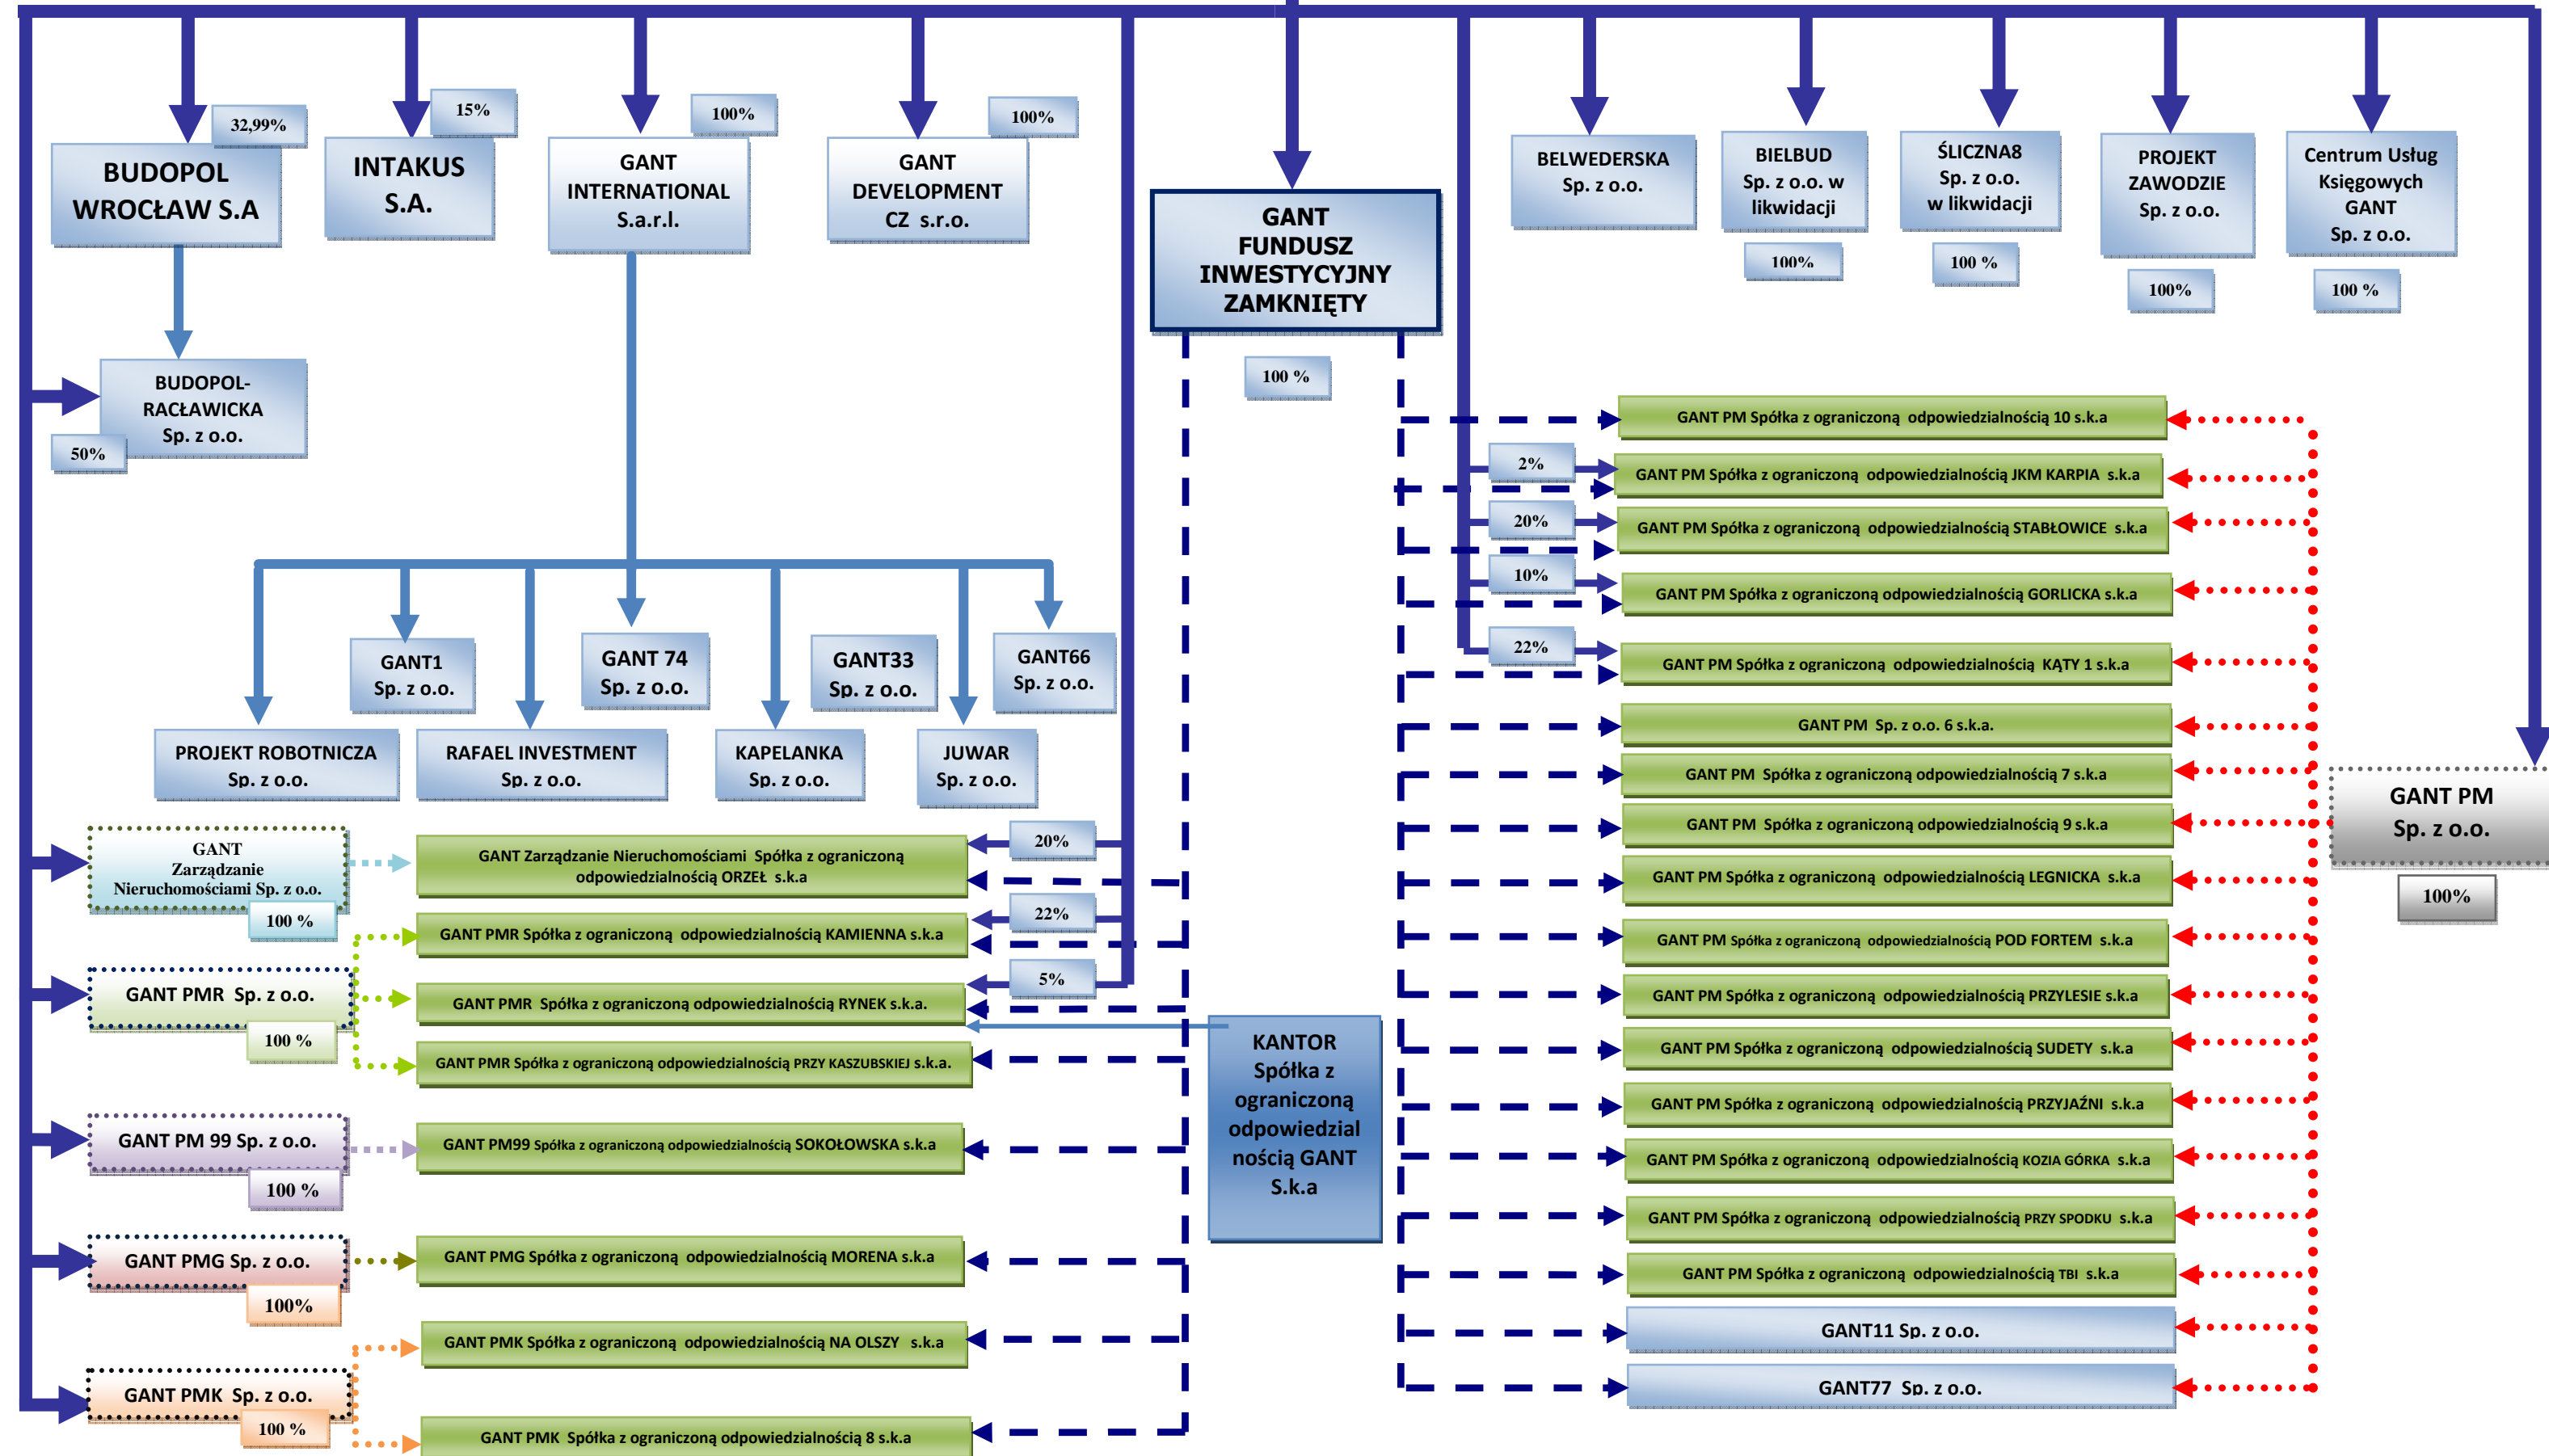 32,99%
BUDOPOL
WROCŁAW S.A
15%
INTAKUS
S.A.
100%
GANT
INTERNATIONAL
S.a.r.l.
100%
GANT
DEVELOPMENT
CZ s.r.o.
GANT
FUNDUSZ
INWESTYCYJNY
ZAMKNIĘTY
100 %
BELWEDERSKA
Sp. z o.o.
BIELBUD
Sp. z o.o. w
likwidacji
100%
ŚLICZNA8
Sp. z o.o.
w likwidacji
100 %
PROJEKT
ZAWODZIE
Sp. z o.o.
100%
Centrum Usług
Księgowych
GANT
Sp. z o.o.
100 %
BUDOPOL-
RACŁAWICKA
Sp. z o.o.
50%
GANT1
Sp. z o.o.
GANT 74
Sp. z o.o.
GANT33
Sp. z o.o.
GANT66
Sp. z o.o.
PROJEKT ROBOTNICZA
Sp. z o.o.
RAFAEL INVESTMENT
Sp. z o.o.
KAPELANKA
Sp. z o.o.
JUWAR
Sp. z o.o.
GANT
Zarządzanie
Nieruchomościami Sp. z o.o.
100 %
GANT Zarządzanie Nieruchomościami Spółka z ograniczoną
odpowiedzialnością ORZEŁ s.k.a
20%
GANT PMR Spółka z ograniczoną odpowiedzialnością KAMIENNA s.k.a
22%
GANT PMR Sp. z o.o.
100 %
GANT PMR Spółka z ograniczoną odpowiedzialnością RYNEK s.k.a.
5%
GANT PMR Spółka z ograniczoną odpowiedzialnością PRZY KASZUBSKIEJ s.k.a.
GANT PM 99 Sp. z o.o.
100 %
GANT PM99 Spółka z ograniczoną odpowiedzialnością SOKOŁOWSKA s.k.a
GANT PMG Sp. z o.o.
100%
GANT PMG Spółka z ograniczoną odpowiedzialnością MORENA s.k.a
GANT PMK Sp. z o.o.
100 %
GANT PMK Spółka z ograniczoną odpowiedzialnością NA OLSZY s.k.a
GANT PMK Spółka z ograniczoną odpowiedzialnością 8 s.k.a
KANTOR
Spółka z
ograniczoną
odpowiedzial
nością GANT
S.k.a
GANT PM Spółka z ograniczoną odpowiedzialnością 10 s.k.a
2%
GANT PM Spółka z ograniczoną odpowiedzialnością JKM KARPIA s.k.a
20%
GANT PM Spółka z ograniczoną odpowiedzialnością STABŁOWICE s.k.a
10%
GANT PM Spółka z ograniczoną odpowiedzialnością GORLICKA s.k.a
22%
GANT PM Spółka z ograniczoną odpowiedzialnością KĄTY 1 s.k.a
GANT PM Sp. z o.o. 6 s.k.a.
GANT PM Spółka z ograniczoną odpowiedzialnością 7 s.k.a
GANT PM Spółka z ograniczoną odpowiedzialnością 9 s.k.a
GANT PM Spółka z ograniczoną odpowiedzialnością LEGNICKA s.k.a
GANT PM Spółka z ograniczoną odpowiedzialnością POD FORTEM s.k.a
GANT PM Spółka z ograniczoną odpowiedzialnością PRZYLESIE s.k.a
GANT PM Spółka z ograniczoną odpowiedzialnością SUDETY s.k.a
GANT PM Spółka z ograniczoną odpowiedzialnością PRZYJAŹNI s.k.a
GANT PM Spółka z ograniczoną odpowiedzialnością KOZIA GÓRKA s.k.a
GANT PM Spółka z ograniczoną odpowiedzialnością PRZY SPODKU s.k.a
GANT PM Spółka z ograniczoną odpowiedzialnością TBI s.k.a
GANT11 Sp. z o.o.
GANT77 Sp. z o.o.
GANT PM
Sp. z o.o.
100%